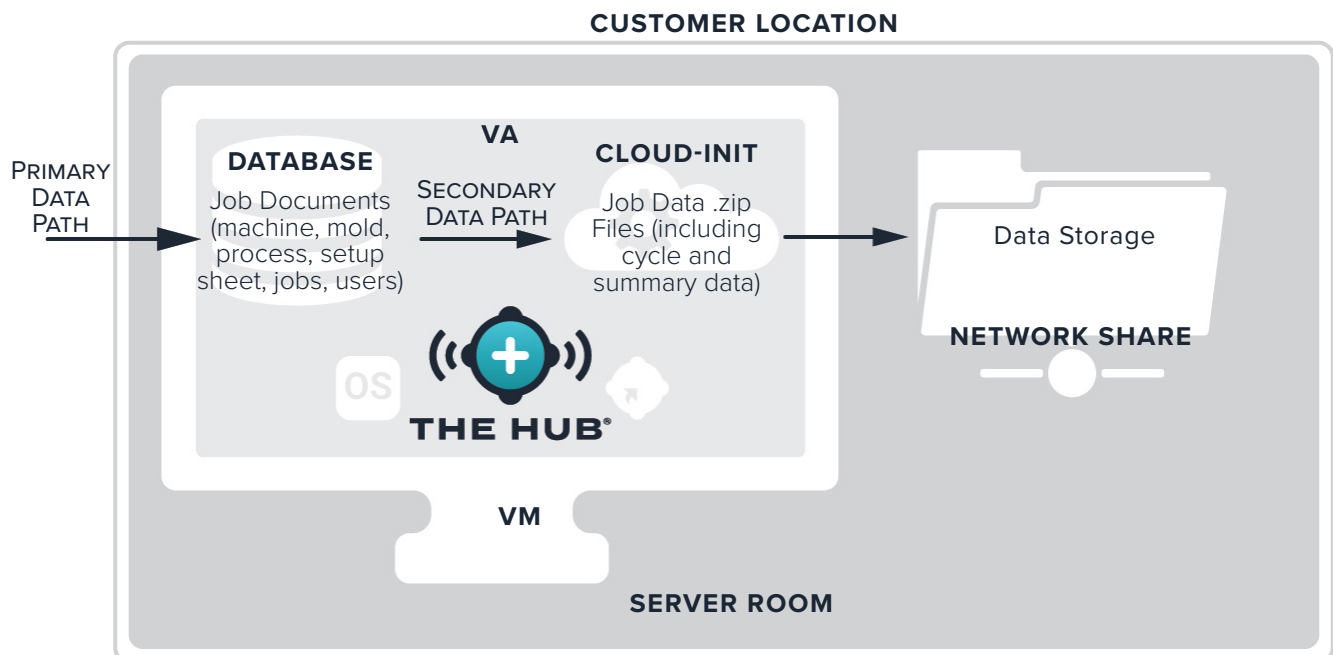 CUSTOMER LOCATION
PRIMARY
DATA
PATH
VA
DATABASE
Job Documents
(machine, mold,
process, setup
sheet, jobs, users)
SECONDARY
DATA PATH
CLOUD-INIT
Job Data .zip
Files (including
cycle and
summary data)
Data Storage
NETWORK SHARE
OS
THE HUB®
VM
SERVER ROOM